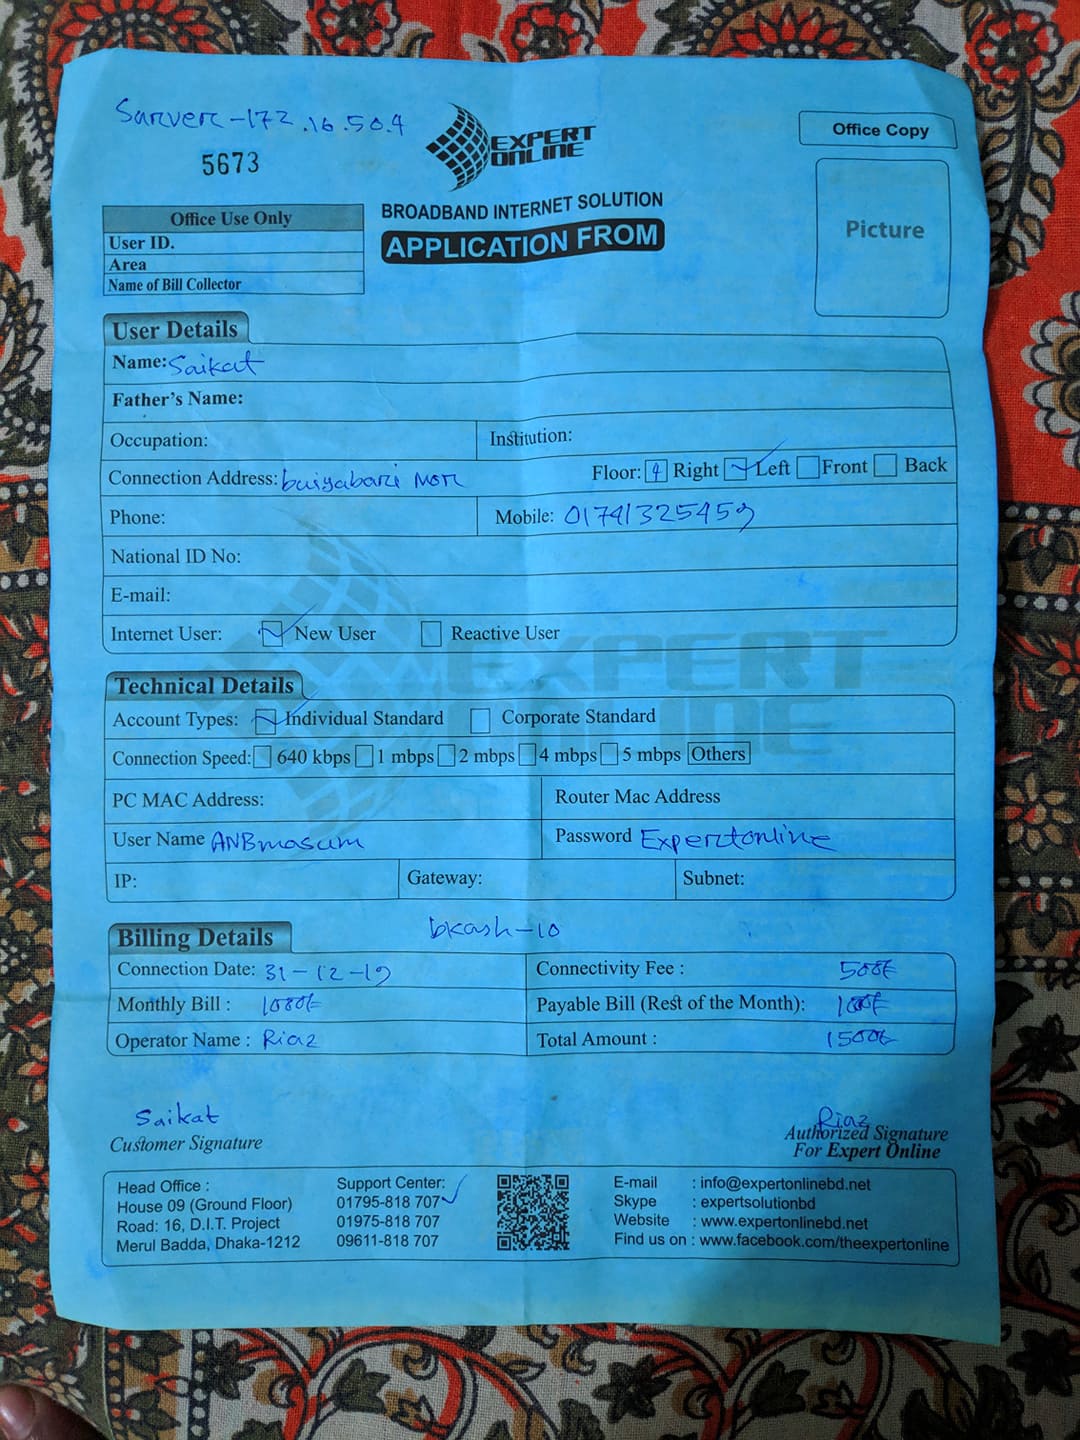 Sarver-172.16.50.4
5673
EXPERT
ONLINE
Office Copy
BROADBAND INTERNET SOLUTION
APPLICATION FROM
Picture
Office Use Only
User ID.
Area
Name of Bill Collector
User Details
Name: Saikat
Father's Name:
Occupation: Institution:
Connection Address: Floor: 4 Right Left Front Back
Phone: Mobile: 01741325459
National ID No:
E-mail:
Internet User: New User Reactive User
EXPERT
ONLINE
Technical Details
Account Types: Individual Standard Corporate Standard
Connection Speed: 640 kbps 1 mbps 2 mbps 4 mbps 5 mbps Others
PC MAC Address: Router Mac Address
User Name ANBmasum Password Expertonline
IP: Gateway: Subnet:
bkash-10
Billing Details
Connection Date: 31-12-19 Connectivity Fee : 500/=
Monthly Bill : Payable Bill (Rest of the Month):
Operator Name : Riaz Total Amount : 1500/=
Saikat Riaz
Customer Signature Authorized Signature
For Expert Online
Head Office :
House 09 (Ground Floor)
Road: 16, D.I.T. Project
Merul Badda, Dhaka-1212
Support Center:
01795-818 707
01975-818 707
09611-818 707
E-mail : info@expertonlinebd.net
Skype : expertsolutionbd
Website : www.expertonlinebd.net
Find us on : www.facebook.com/theexpertonline